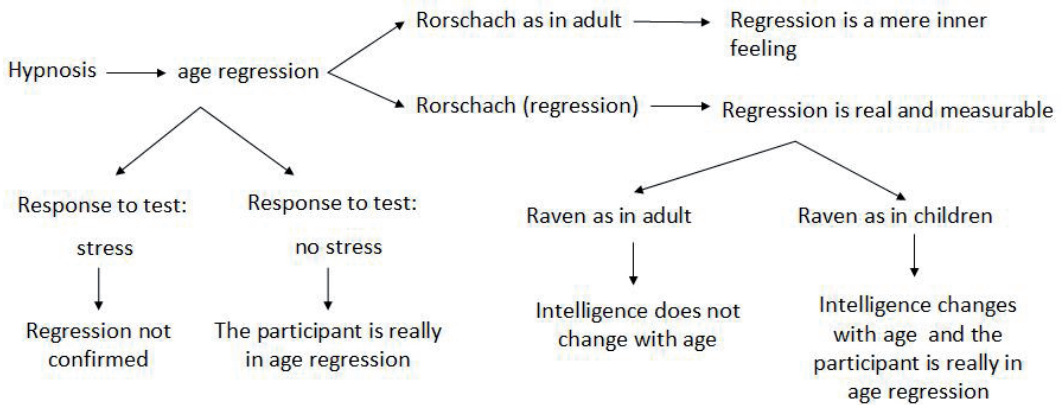 Rorschach as in adult
Regression is a mere inner
feeling
Hypnosis
age regression
Rorschach (regression)
Regression is real and measurable
Response to test:
stress
Response to test:
no stress
Raven as in adult
Raven as in children
Regression not
confirmed
The participant is really
in age regression
Intelligence does not
change with age
Intelligence changes
with age and the
participant is really in
age regression